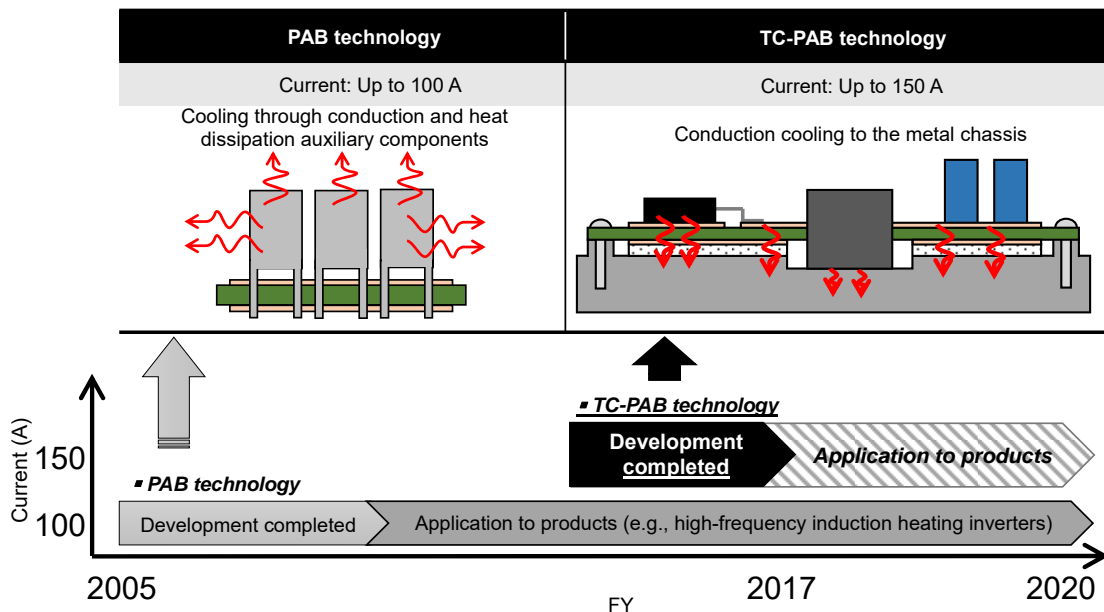 PAB technology
TC-PAB technology
Current: Up to 100 A
Current: Up to 150 A
Cooling through conduction and heat
dissipation auxiliary components
Conduction cooling to the metal chassis
▪ TC-PAB technology
Development
completed
Application to products
▪ PAB technology
Development completed
Application to products (e.g., high-frequency induction heating inverters)
Current (A)
150
100
2005
2017
2020
FY